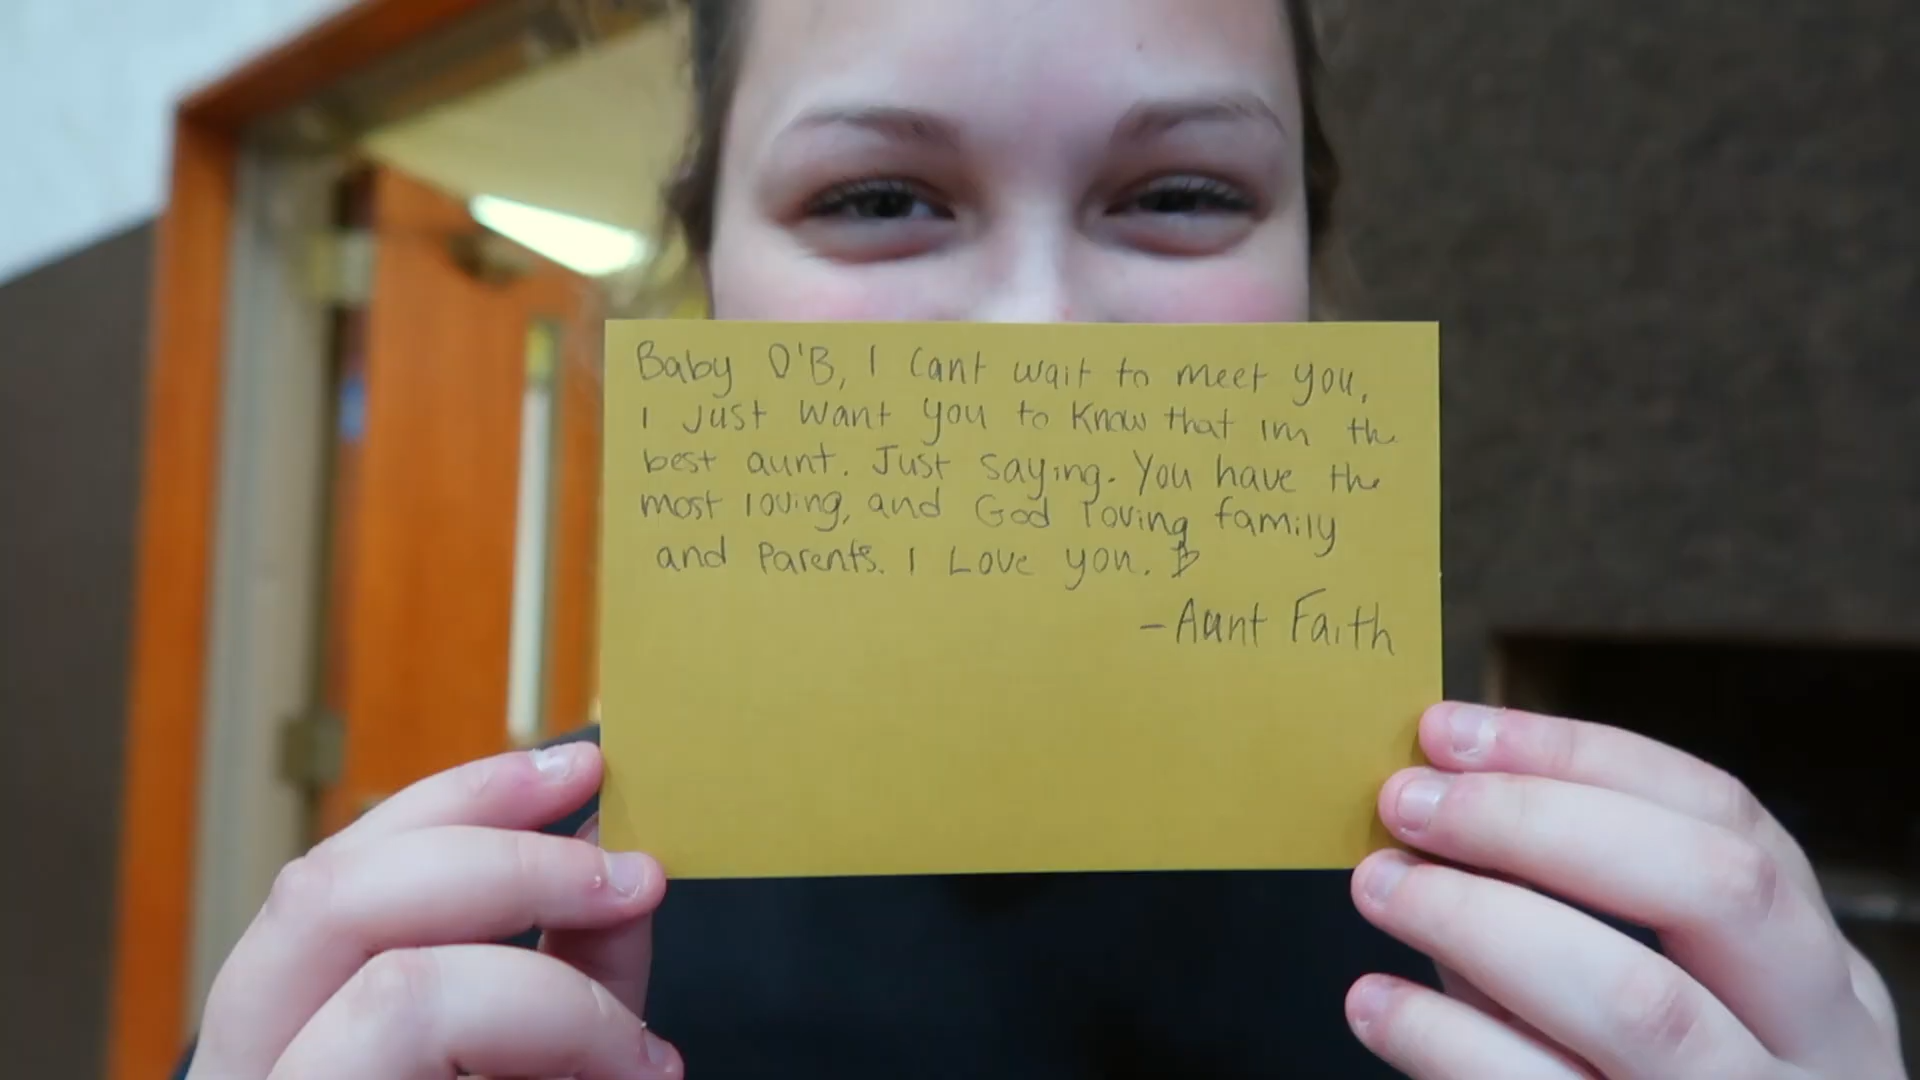 Baby O'B, I cant wait to meet you,
I Just want you to know that im the
best aunt. Just saying. You have the
most loving, and God loving family
and Parents. I Love you.
-Aunt Faith